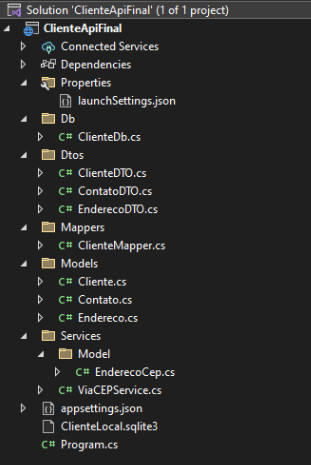 Solution 'ClienteApiFinal' (1 of 1 project)
ClienteApiFinal
Connected Services
Dependencies
Properties
launchSettings.json
Db
C# ClienteDb.cs
Dtos
C# ClienteDTO.cs
C# ContatoDTO.cs
C# EnderecoDTO.cs
Mappers
C# ClienteMapper.cs
Models
C# Cliente.cs
C# Contato.cs
C# Endereco.cs
Services
Model
C# EnderecoCep.cs
C# ViaCEPService.cs
appsettings.json
ClienteLocal.sqlite3
C# Program.cs